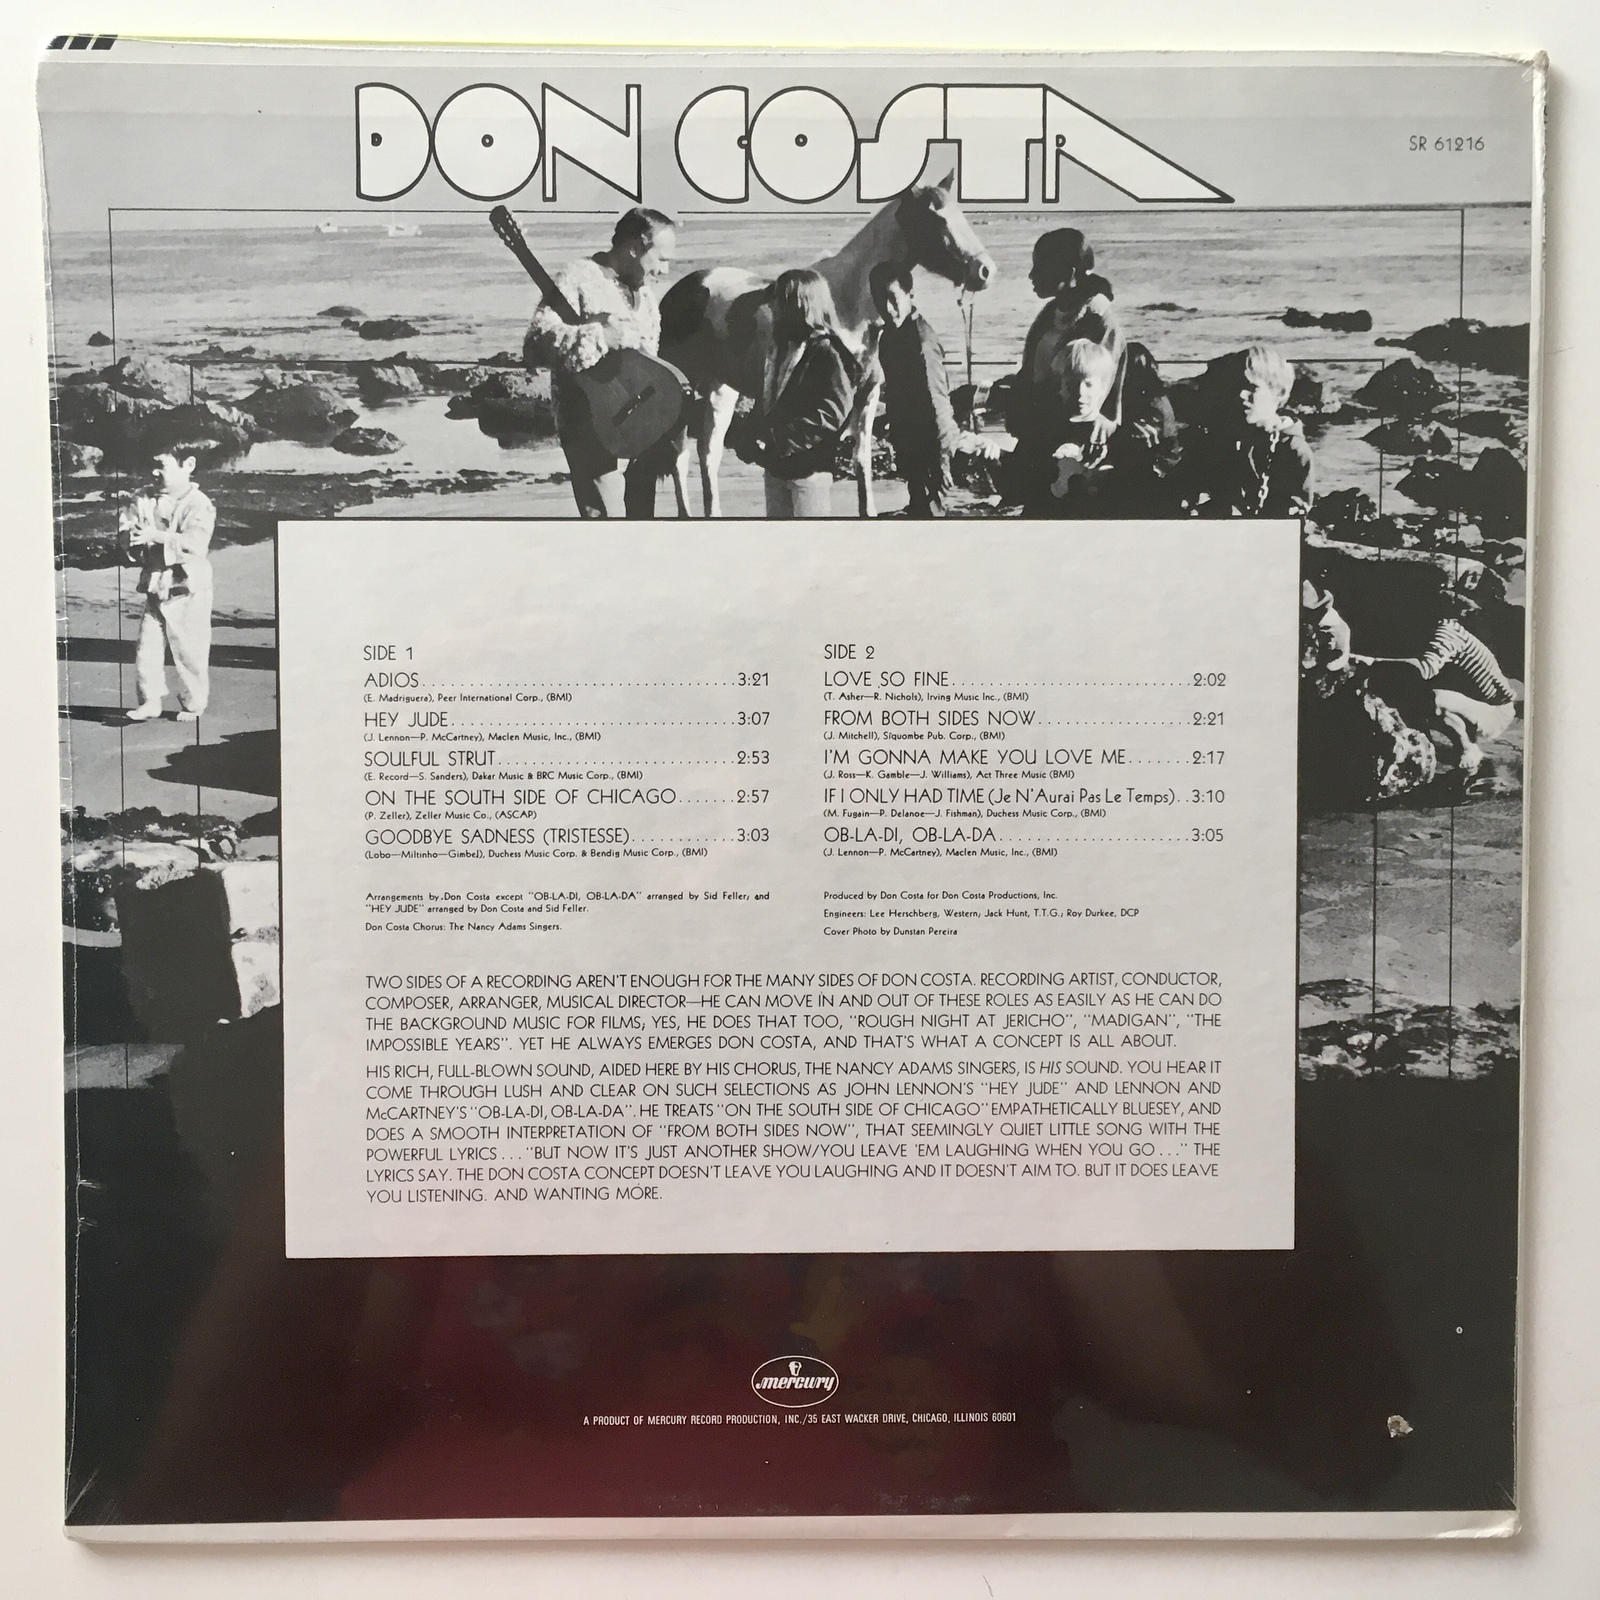 DON COSTA
SR 61216
SIDE 1
ADIOS.................................3:21
(E. Madriguera), Peer International Corp., (BMI)
HEY JUDE..............................3:07
(J. Lennon—P. McCartney), Maclen Music, Inc., (BMI)
SOULFUL STRUT.........................2:53
(E. Record—S. Sanders), Dakar Music & BRC Music Corp., (BMI)
ON THE SOUTH SIDE OF CHICAGO.......2:57
(P. Zeller), Zeller Music Co., (ASCAP)
GOODBYE SADNESS (TRISTESSE)............3:03
(Lobo—Miltinho—Gimbel), Duchess Music Corp. & Bendig Music Corp., (BMI)
Arrangements by Don Costa except "OB-LA-DI, OB-LA-DA" arranged by Sid Feller; and
"HEY JUDE" arranged by Don Costa and Sid Feller.
Don Costa Chorus: The Nancy Adams Singers.
SIDE 2
LOVE SO FINE..........................2:02
(T. Asher—R. Nichols), Irving Music Inc., (BMI)
FROM BOTH SIDES NOW.................2:21
(J. Mitchell), Siquombe Pub. Corp., (BMI)
I'M GONNA MAKE YOU LOVE ME.......2:17
(J. Ross—K. Gamble—J. Williams), Act Three Music (BMI)
IF I ONLY HAD TIME (Je N'Aurai Pas Le Temps)..3:10
(M. Fugain—P. Delanoe—J. Fishman), Duchess Music Corp., (BMI)
OB-LA-DI, OB-LA-DA.....................3:05
(J. Lennon—P. McCartney), Maclen Music, Inc., (BMI)
Produced by Don Costa for Don Costa Productions, Inc.
Engineers: Lee Herschberg, Western; Jack Hunt, T.T.G.; Roy Durkee, DCP
Cover Photo by Dunstan Pereira
TWO SIDES OF A RECORDING AREN'T ENOUGH FOR THE MANY SIDES OF DON COSTA. RECORDING ARTIST, CONDUCTOR,
COMPOSER, ARRANGER, MUSICAL DIRECTOR—HE CAN MOVE IN AND OUT OF THESE ROLES AS EASILY AS HE CAN DO
THE BACKGROUND MUSIC FOR FILMS; YES, HE DOES THAT TOO, "ROUGH NIGHT AT JERICHO", "MADIGAN", "THE
IMPOSSIBLE YEARS". YET HE ALWAYS EMERGES DON COSTA, AND THAT'S WHAT A CONCEPT IS ALL ABOUT.
HIS RICH, FULL-BLOWN SOUND, AIDED HERE BY HIS CHORUS, THE NANCY ADAMS SINGERS, IS HIS SOUND. YOU HEAR IT
COME THROUGH LUSH AND CLEAR ON SUCH SELECTIONS AS JOHN LENNON'S "HEY JUDE" AND LENNON AND
McCARTNEY'S "OB-LA-DI, OB-LA-DA". HE TREATS "ON THE SOUTH SIDE OF CHICAGO" EMPATHETICALLY BLUESEY, AND
DOES A SMOOTH INTERPRETATION OF "FROM BOTH SIDES NOW", THAT SEEMINGLY QUIET LITTLE SONG WITH THE
POWERFUL LYRICS ... "BUT NOW IT'S JUST ANOTHER SHOW/YOU LEAVE 'EM LAUGHING WHEN YOU GO ..." THE
LYRICS SAY. THE DON COSTA CONCEPT DOESN'T LEAVE YOU LAUGHING AND IT DOESN'T AIM TO. BUT IT DOES LEAVE
YOU LISTENING. AND WANTING MORE.
mercury
A PRODUCT OF MERCURY RECORD PRODUCTION, INC./35 EAST WACKER DRIVE, CHICAGO, ILLINOIS 60601